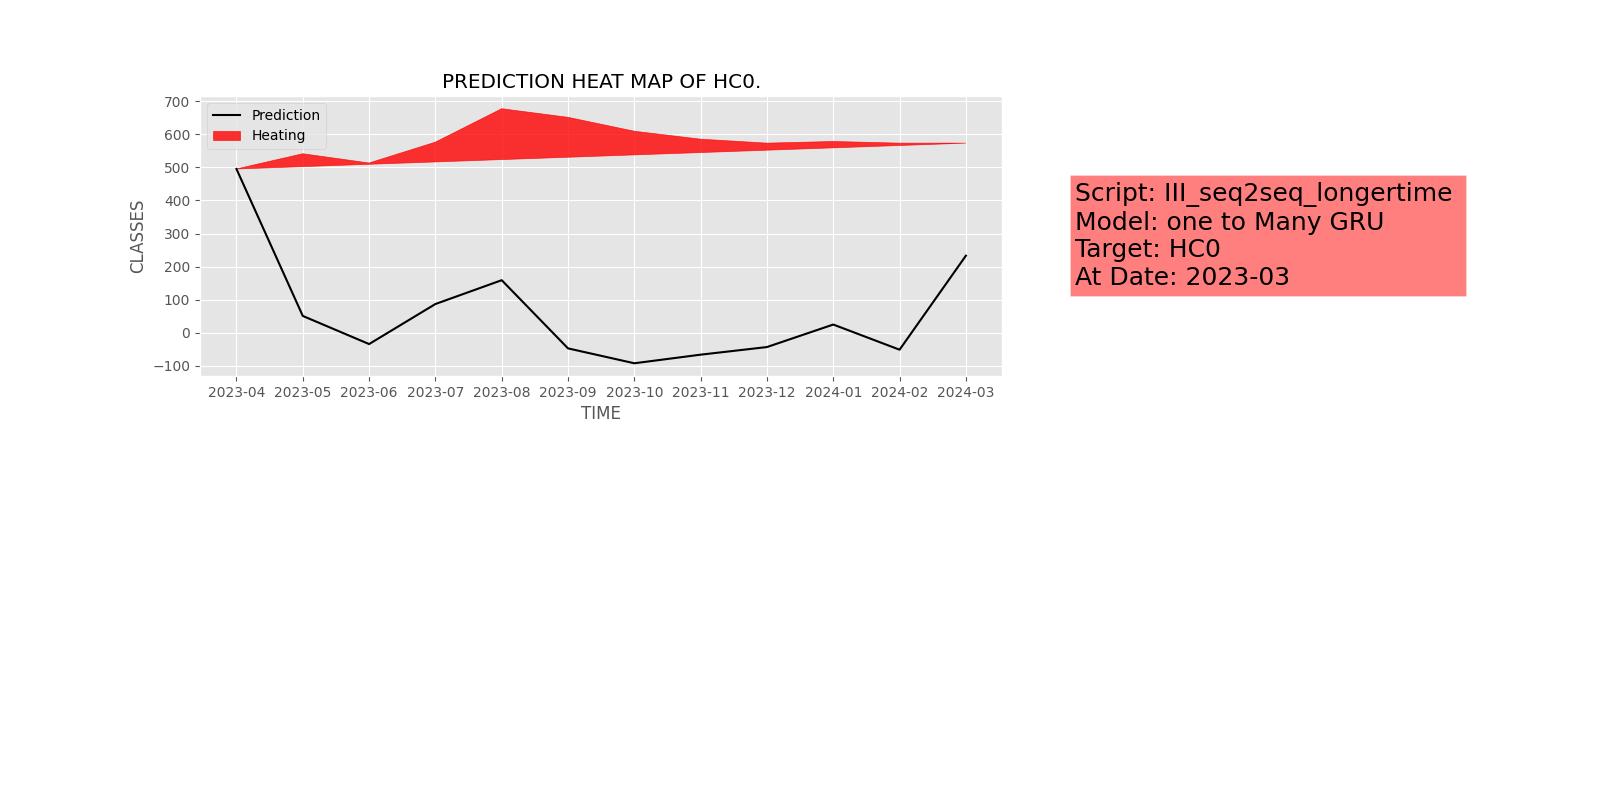 PREDICTION HEAT MAP OF HC0.
700
600
500
400
300
200
100
0
−100
CLASSES
Prediction
Heating
2023-04 2023-05 2023-06 2023-07 2023-08 2023-09 2023-10 2023-11 2023-12 2024-01 2024-02 2024-03
TIME
Script: III_seq2seq_longertime
Model: one to Many GRU
Target: HC0
At Date: 2023-03